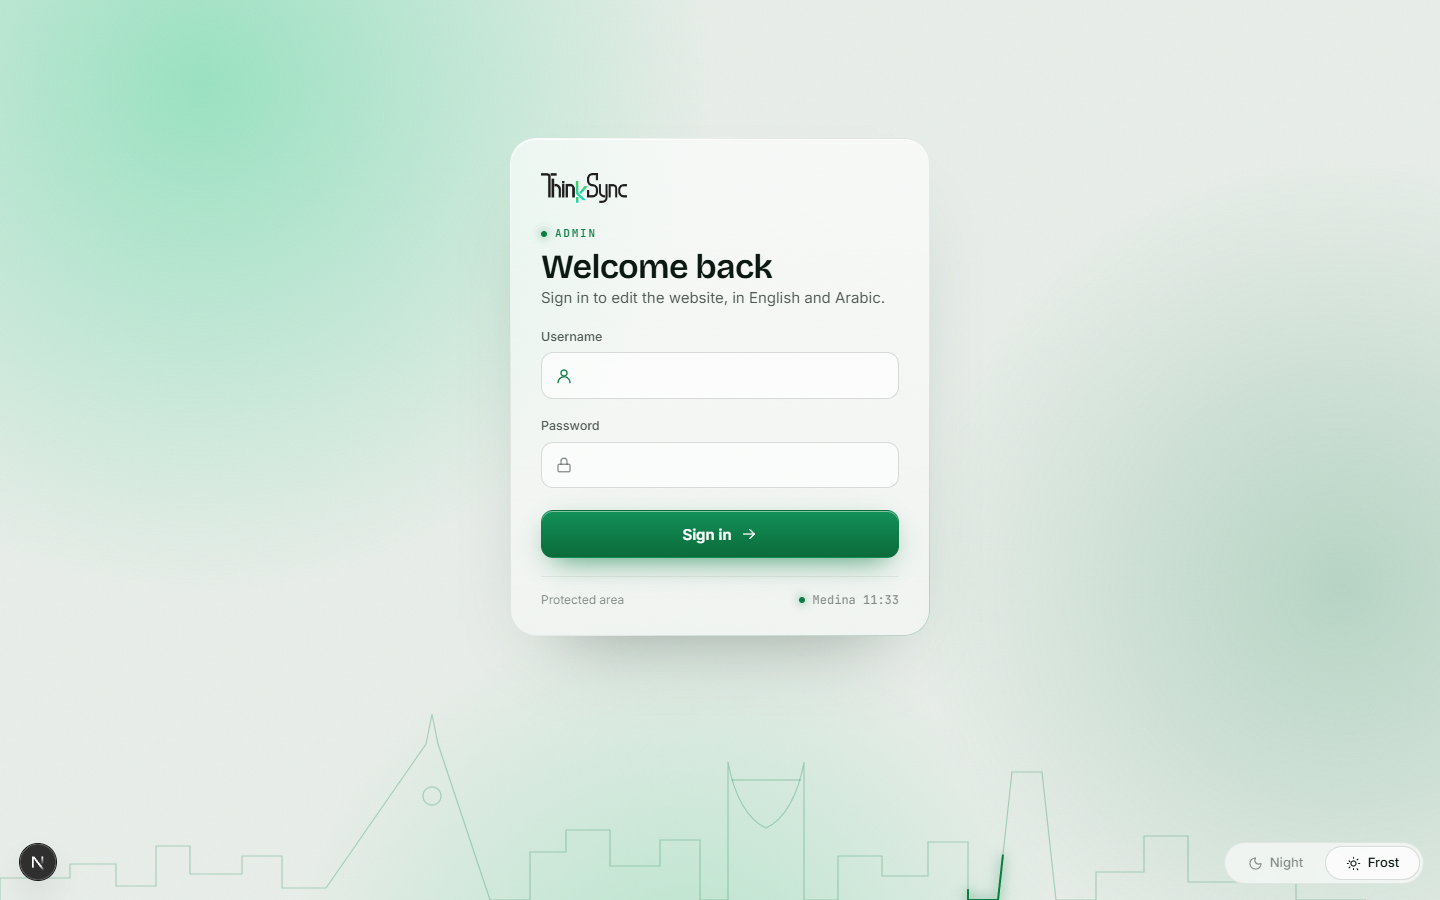 ThinkSync
ADMIN
Welcome back
Sign in to edit the website, in English and Arabic.
Username
Password
Sign in
Protected area
Medina 11:33
N
Night
Frost